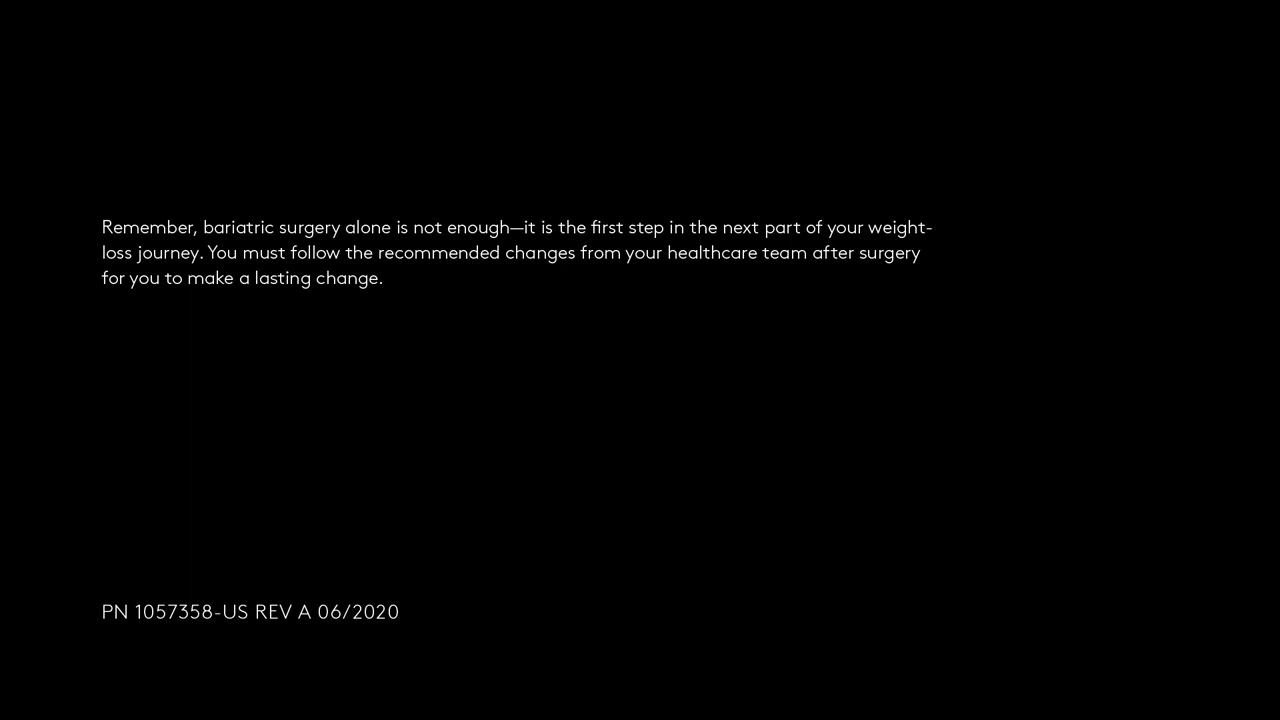 Remember, bariatric surgery alone is not enough—it is the first step in the next part of your weight-
loss journey. You must follow the recommended changes from your healthcare team after surgery
for you to make a lasting change.
PN 1057358-US REV A 06/2020